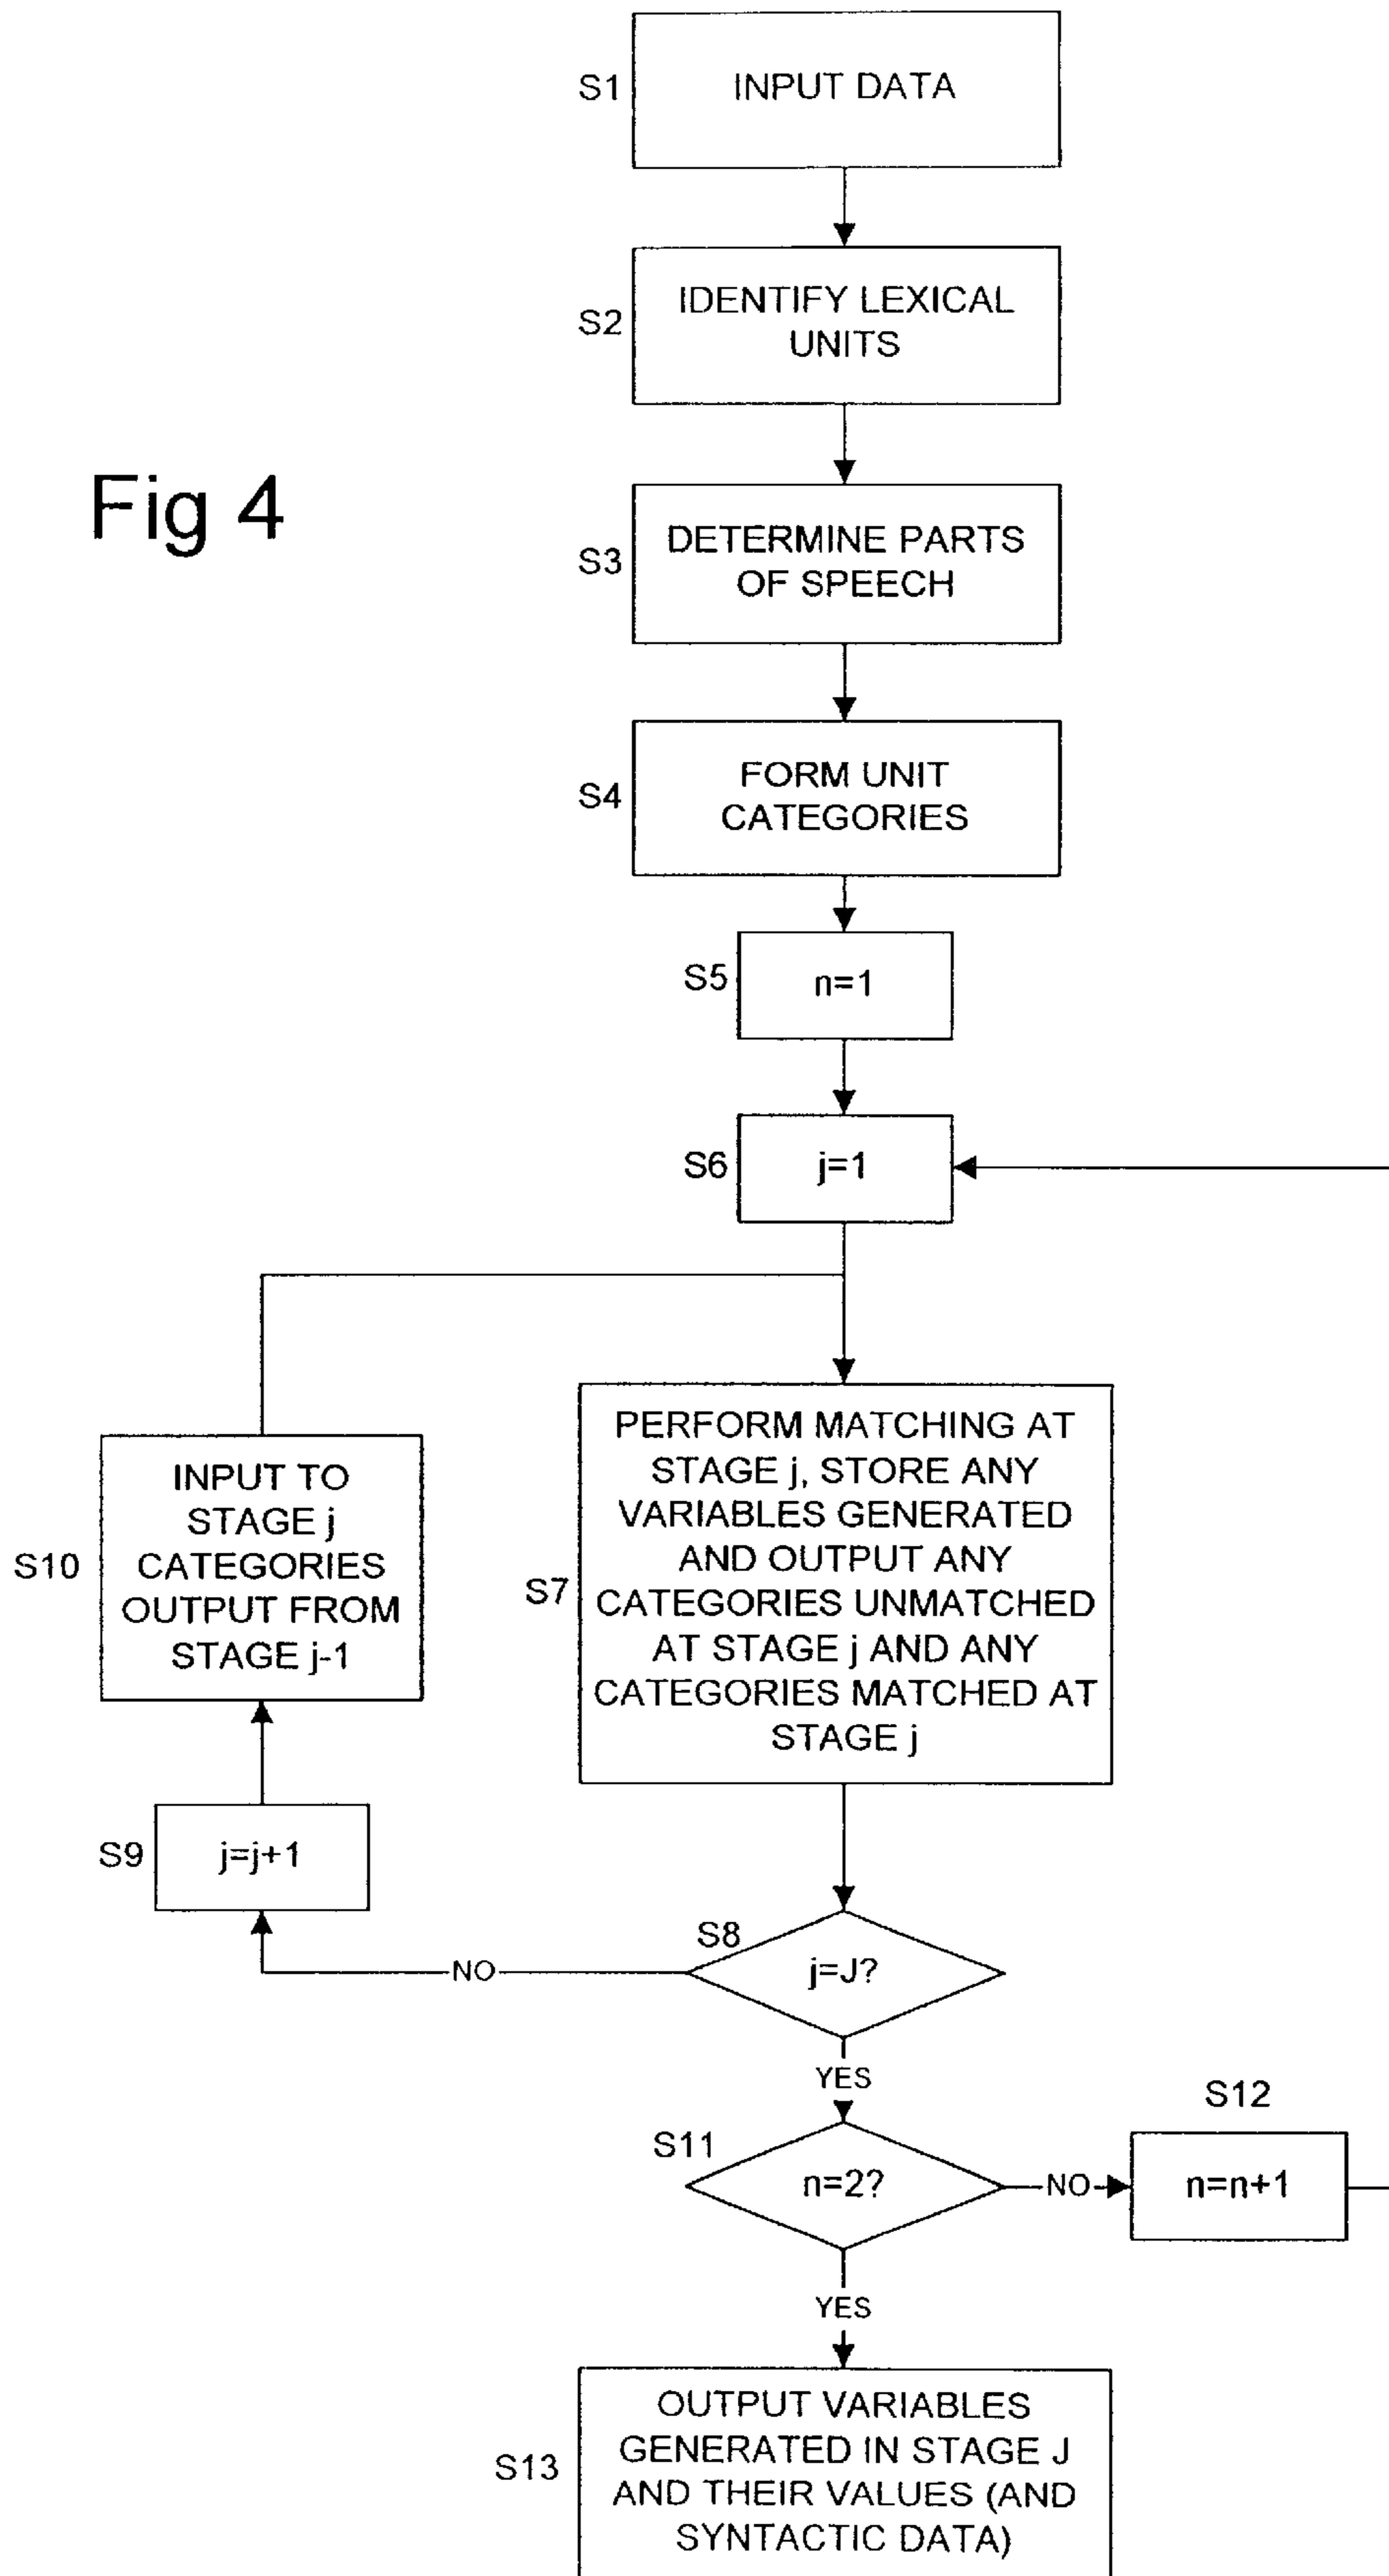 S1
INPUT DATA
S2
IDENTIFY LEXICAL
UNITS
Fig 4
S3
DETERMINE PARTS
OF SPEECH
S4
FORM UNIT
CATEGORIES
S5
n=1
S6
j=1
S7
PERFORM MATCHING AT
STAGE j, STORE ANY
VARIABLES GENERATED
AND OUTPUT ANY
CATEGORIES UNMATCHED
AT STAGE j AND ANY
CATEGORIES MATCHED AT
STAGE j
S10
INPUT TO
STAGE j
CATEGORIES
OUTPUT FROM
STAGE j-1
S9
j=j+1
S8
j=J?
NO
YES
S11
n=2?
NO
S12
n=n+1
YES
S13
OUTPUT VARIABLES
GENERATED IN STAGE J
AND THEIR VALUES (AND
SYNTACTIC DATA)